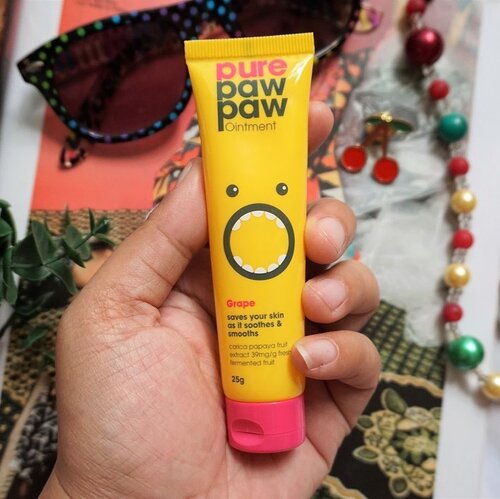 pure
paw
paw
Ointment
Grape
saves your skin
as it soothes &
smooths
carica papaya fruit
extract 39mg/g fresh
fermented fruit
25g